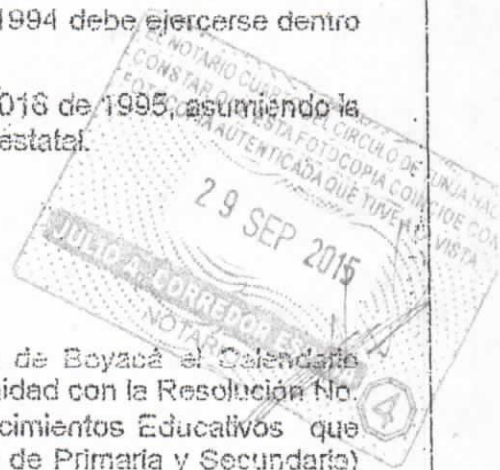 1994 debe ejercerse dentro
016 de 1995, asumiendo la
estatal.
EL NOTARIO CUARTO DEL CIRCULO DE TUNJA HACE
CONSTAR QUE ESTA FOTOCOPIA COINCIDE CON
FOTOCOPIA AUTENTICADA QUE TUVE A LA VISTA
29 SEP 2015
JULIO A. CORREDOR
NOTAR
4
de Boyacá el Calendario
idad con la Resolución No.
cimientos Educativos que
de Primaria y Secundaria)